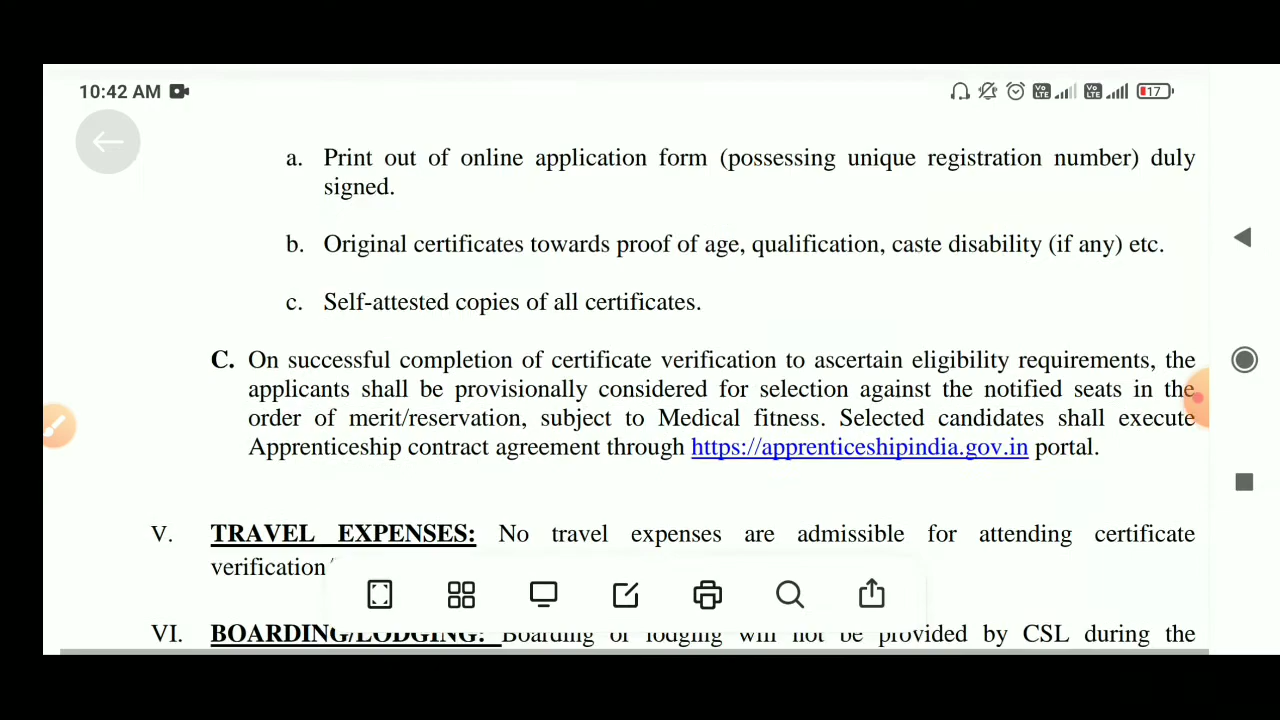 10:42 AM
Vo LTE
Vo LTE
17
a. Print out of online application form (possessing unique registration number) duly
signed.
b. Original certificates towards proof of age, qualification, caste disability (if any) etc.
c. Self-attested copies of all certificates.
C. On successful completion of certificate verification to ascertain eligibility requirements, the
applicants shall be provisionally considered for selection against the notified seats in the
order of merit/reservation, subject to Medical fitness. Selected candidates shall execute
Apprenticeship contract agreement through https://apprenticeshipindia.gov.in portal.
V. TRAVEL EXPENSES: No travel expenses are admissible for attending certificate
verification
VI. BOARDING/LODGING: Boarding or lodging will not be provided by CSL during the